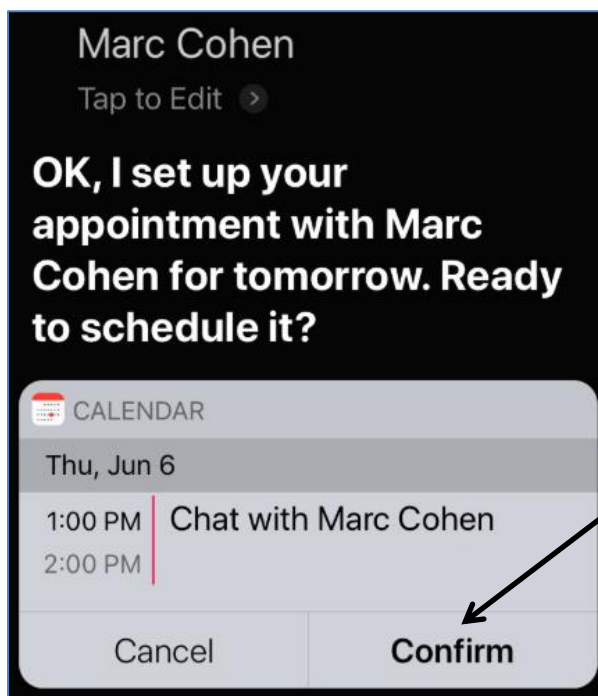 Marc Cohen
Tap to Edit
OK, I set up your
appointment with Marc
Cohen for tomorrow. Ready
to schedule it?
CALENDAR
Thu, Jun 6
1:00 PM Chat with Marc Cohen
2:00 PM
Cancel Confirm